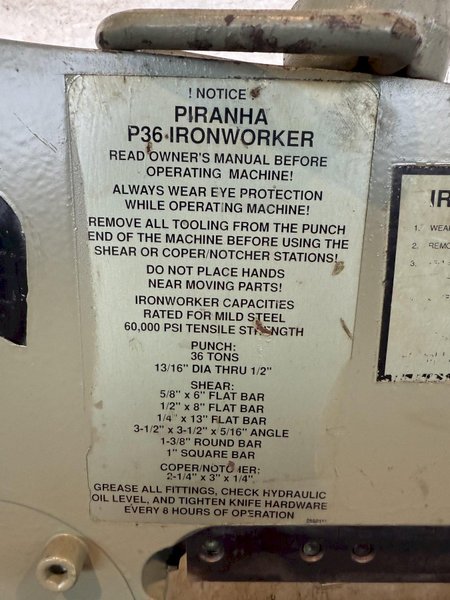 ! NOTICE
PIRANHA
P36 IRONWORKER
READ OWNER'S MANUAL BEFORE
OPERATING MACHINE!
ALWAYS WEAR EYE PROTECTION
WHILE OPERATING MACHINE!
REMOVE ALL TOOLING FROM THE PUNCH
END OF THE MACHINE BEFORE USING THE
SHEAR OR COPER/NOTCHER STATIONS!
DO NOT PLACE HANDS
NEAR MOVING PARTS!
IRONWORKER CAPACITIES
RATED FOR MILD STEEL
60,000 PSI TENSILE STRENGTH
PUNCH:
36 TONS
13/16" DIA THRU 1/2"
SHEAR:
5/8" x 6" FLAT BAR
1/2" x 8" FLAT BAR
1/4" x 13" FLAT BAR
3-1/2" x 3-1/2" x 5/16" ANGLE
1-3/8" ROUND BAR
1" SQUARE BAR
COPER/NOTCHER:
2-1/4" x 3" x 1/4"
GREASE ALL FITTINGS, CHECK HYDRAULIC
OIL LEVEL, AND TIGHTEN KNIFE HARDWARE
EVERY 8 HOURS OF OPERATION
IR
1. WEA
2. REMO
3.